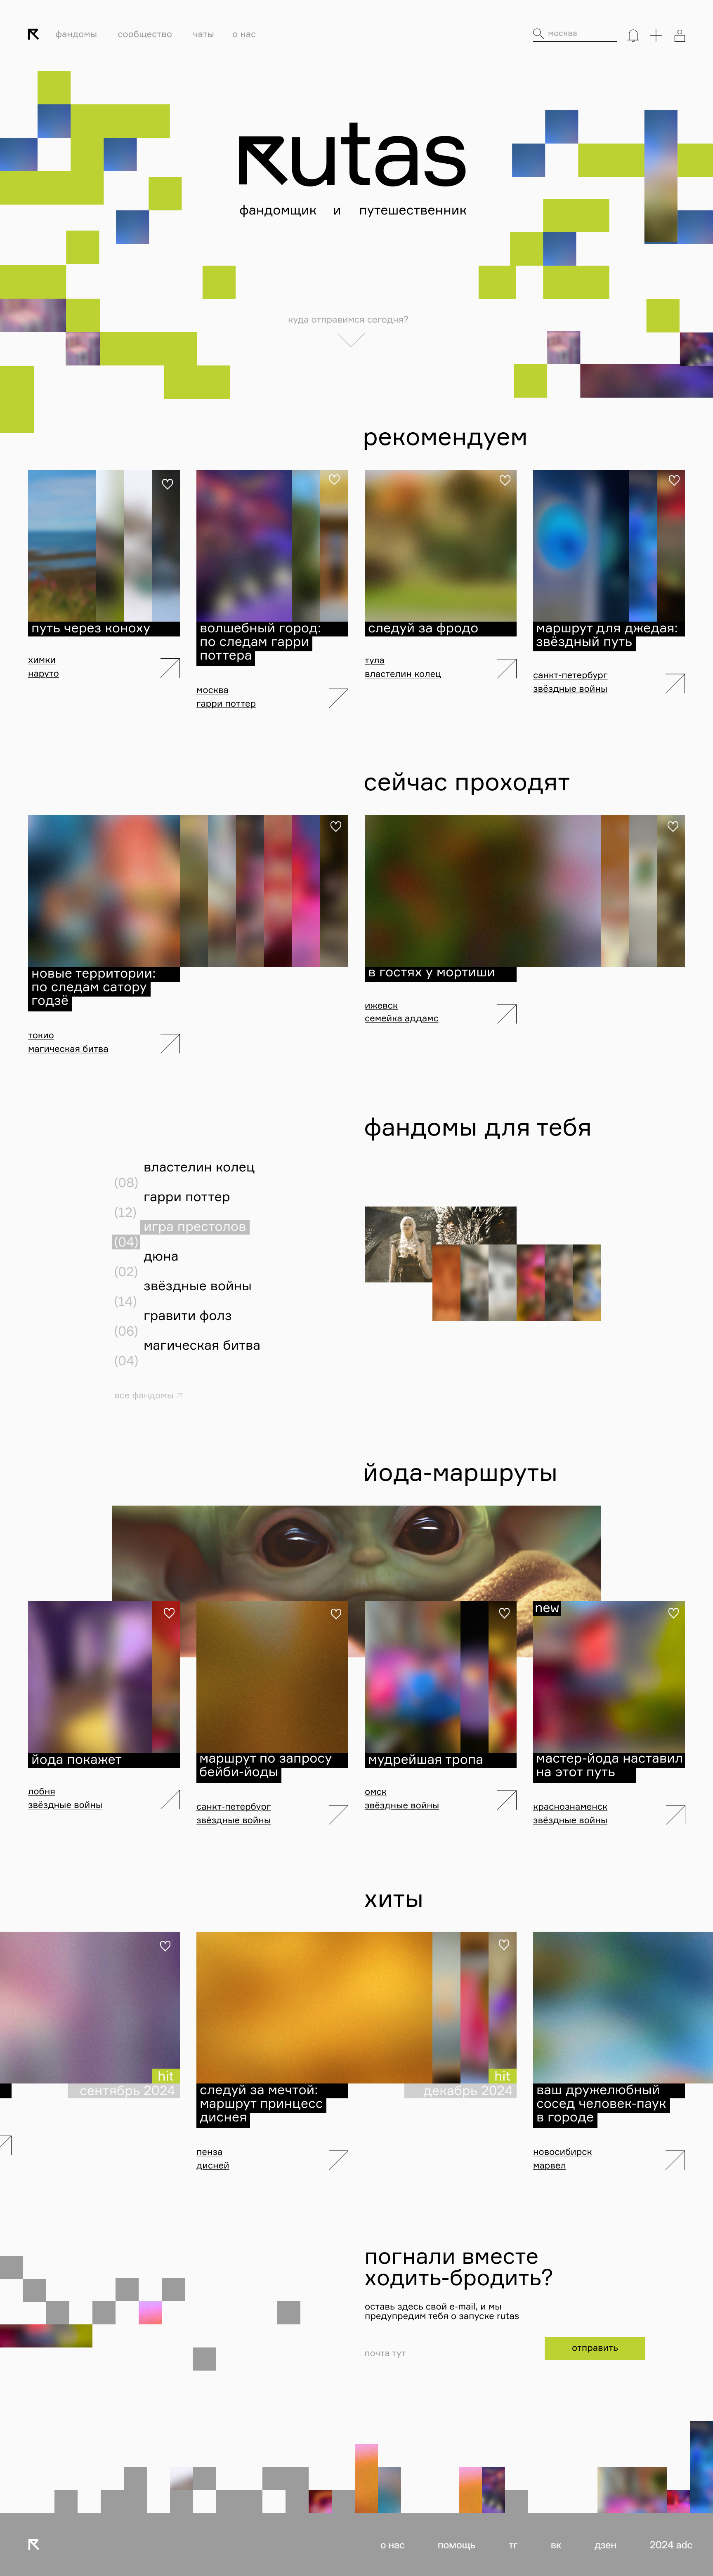 фандомы сообщество чаты о нас москва
rutas
фандомщик и путешественник
куда отправимся сегодня?
рекомендуем
путь через коноху
химки
наруто
волшебный город:
по следам гарри
поттера
москва
гарри поттер
следуй за фродо
тула
властелин колец
маршрут для джедая:
звёздный путь
санкт-петербург
звёздные войны
сейчас проходят
новые территории:
по следам сатору
годзё
токио
магическая битва
в гостях у мортиши
ижевск
семейка аддамс
фандомы для тебя
властелин колец
(08)
гарри поттер
(12)
игра престолов
(04)
дюна
(02)
звёздные войны
(14)
гравити фолз
(06)
магическая битва
(04)
все фандомы
йода-маршруты
йода покажет
лобня
звёздные войны
маршрут по запросу
бейби-йоды
санкт-петербург
звёздные войны
мудрейшая тропа
омск
звёздные войны
new
мастер-йода наставил
на этот путь
краснознаменск
звёздные войны
хиты
hit
сентябрь 2024
hit
декабрь 2024
следуй за мечтой:
маршрут принцесс
диснея
пенза
дисней
ваш дружелюбный
сосед человек-паук
в городе
новосибирск
марвел
погнали вместе
ходить-бродить?
оставь здесь свой e-mail, и мы
предупредим тебя о запуске rutas
почта тут
отправить
о нас помощь тг вк дзен 2024 adc